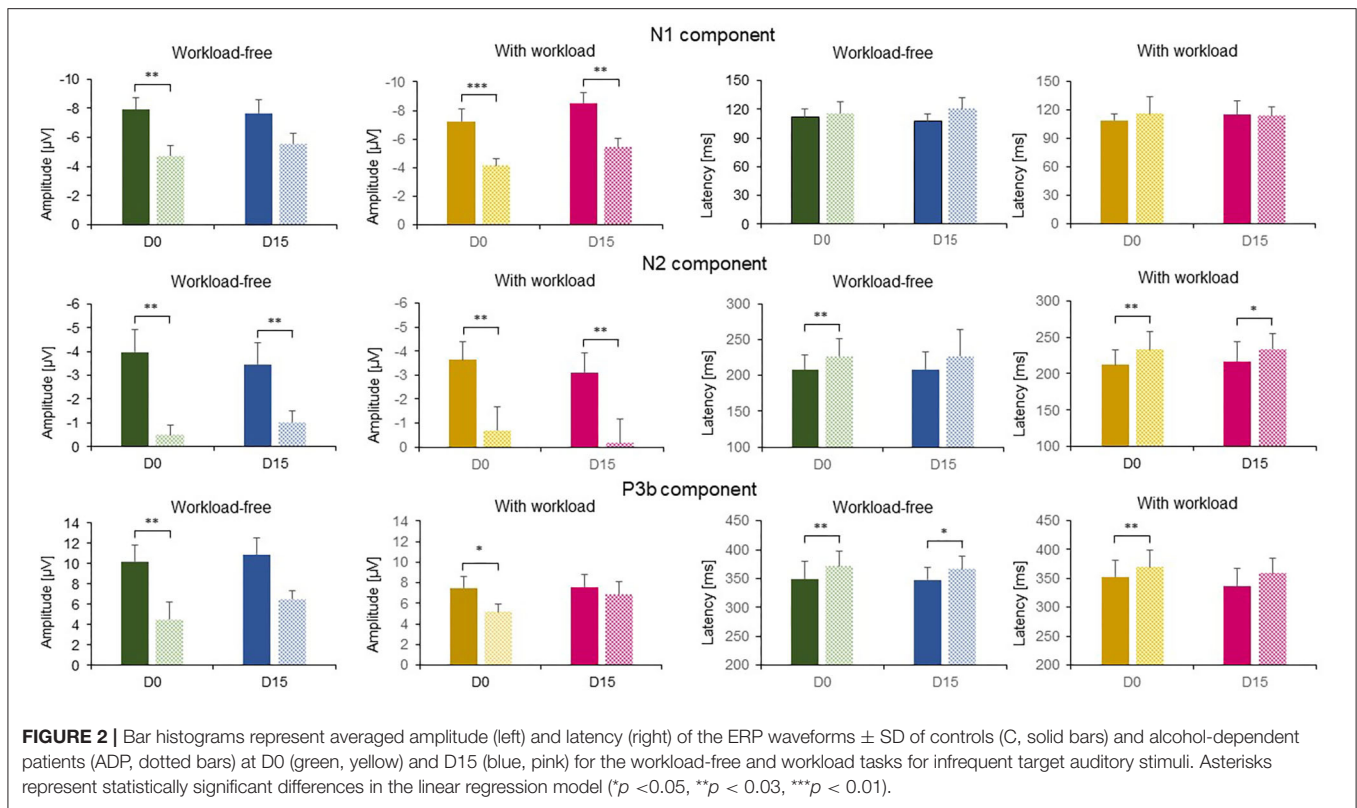 N1 component
Workload-free
With workload
Workload-free
With workload
Amplitude [µV]
-10
-8
-6
-4
-2
0
**
D0
D15
Amplitude [µV]
-10
-8
-6
-4
-2
0
***
**
D0
D15
Latency [ms]
150
120
90
60
30
0
D0
D15
Latency [ms]
150
120
90
60
30
0
D0
D15
N2 component
Workload-free
With workload
Workload-free
With workload
Amplitude [µV]
-6
-5
-4
-3
-2
-1
0
**
**
D0
D15
Amplitude [µV]
-6
-5
-4
-3
-2
-1
0
**
**
D0
D15
Latency [ms]
300
250
200
150
100
**
D0
D15
Latency [ms]
300
250
200
150
100
**
*
D0
D15
P3b component
Workload-free
With workload
Workload-free
With workload
Amplitude [µV]
14
12
10
8
6
4
2
0
**
D0
D15
Amplitude [µV]
14
12
10
8
6
4
2
0
*
D0
D15
Latency [ms]
450
400
350
300
250
200
**
*
D0
D15
Latency [ms]
450
400
350
300
250
200
**
D0
D15
FIGURE 2 | Bar histograms represent averaged amplitude (left) and latency (right) of the ERP waveforms ± SD of controls (C, solid bars) and alcohol-dependent
patients (ADP, dotted bars) at D0 (green, yellow) and D15 (blue, pink) for the workload-free and workload tasks for infrequent target auditory stimuli. Asterisks
represent statistically significant differences in the linear regression model (*p <0.05, **p < 0.03, ***p < 0.01).